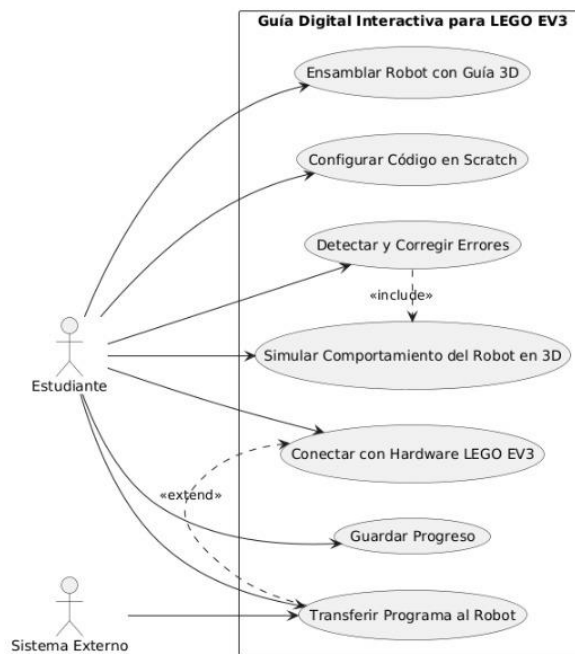 Guía Digital Interactiva para LEGO EV3
Ensamblar Robot con Guía 3D
Configurar Código en Scratch
Detectar y Corregir Errores
«include»
Simular Comportamiento del Robot en 3D
Estudiante
Conectar con Hardware LEGO EV3
«extend»
Guardar Progreso
Transferir Programa al Robot
Sistema Externo